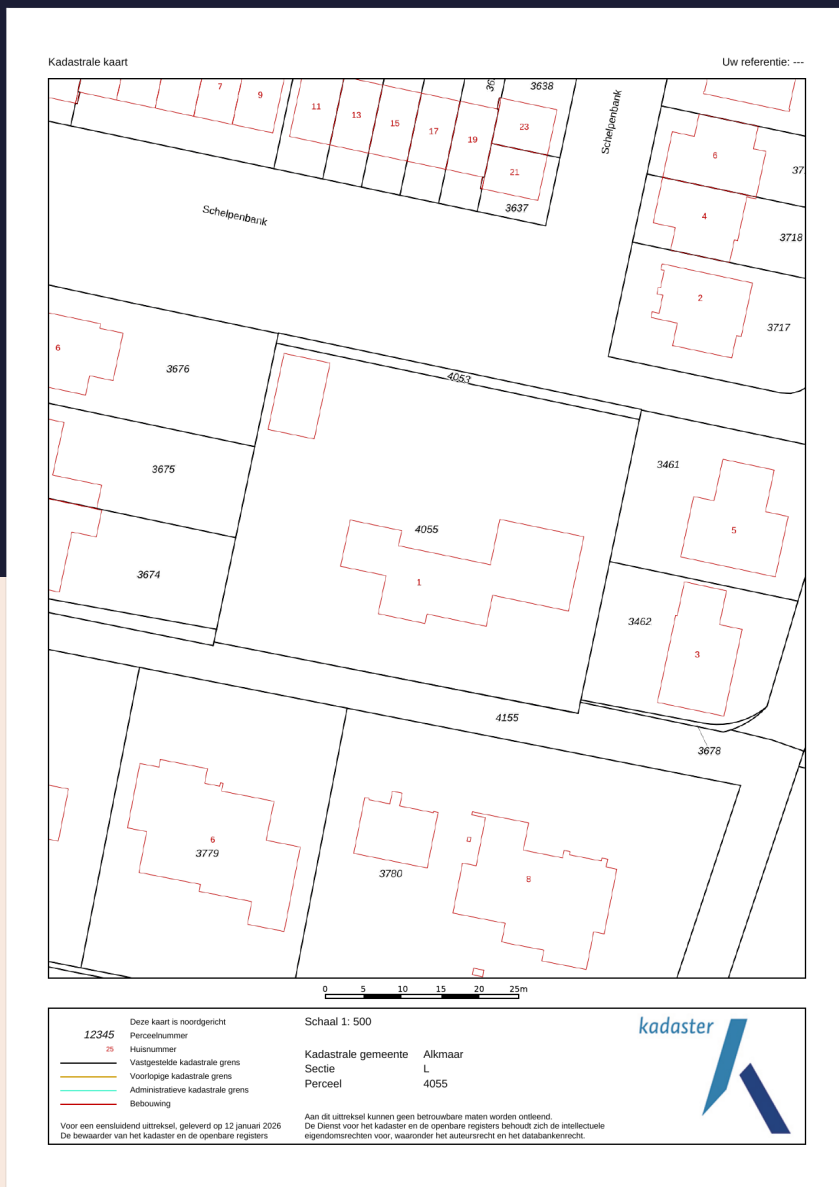 Kadastrale kaart
Uw referentie: ---
7
9
11
13
15
17
19
36
3638
23
21
3637
Schelpenbank
Schelpenbank
6
37
4
3718
2
3717
6
3676
4053
3675
3461
5
4055
1
3674
3462
3
4155
3678
6
3779
3780
8
0 5 10 15 20 25m
Deze kaart is noordgericht
12345 Perceelnummer
25 Huisnummer
Vastgestelde kadastrale grens
Voorlopige kadastrale grens
Administratieve kadastrale grens
Bebouwing
Voor een eensluidend uittreksel, geleverd op 12 januari 2026
De bewaarder van het kadaster en de openbare registers
Schaal 1: 500
Kadastrale gemeente Alkmaar
Sectie L
Perceel 4055
Aan dit uittreksel kunnen geen betrouwbare maten worden ontleend.
De Dienst voor het kadaster en de openbare registers behoudt zich de intellectuele
eigendomsrechten voor, waaronder het auteursrecht en het databankenrecht.
kadaster